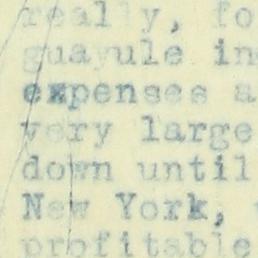 really, fo
guayule in
expenses a
very large
down until
New York,
profitable